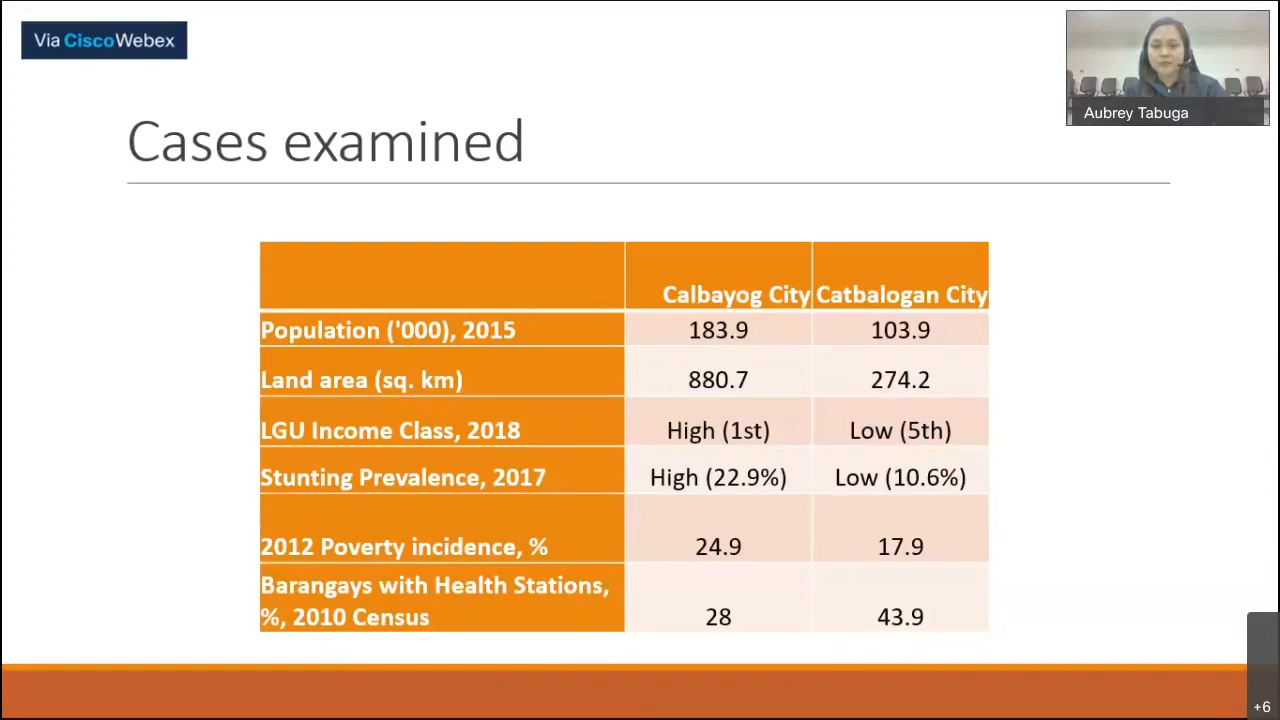 Via CiscoWebex
Aubrey Tabuga
Cases examined
Calbayog City Catbalogan City
Population ('000), 2015 183.9 103.9
Land area (sq. km) 880.7 274.2
LGU Income Class, 2018 High (1st) Low (5th)
Stunting Prevalence, 2017 High (22.9%) Low (10.6%)
2012 Poverty incidence, % 24.9 17.9
Barangays with Health Stations,
%, 2010 Census 28 43.9
+6